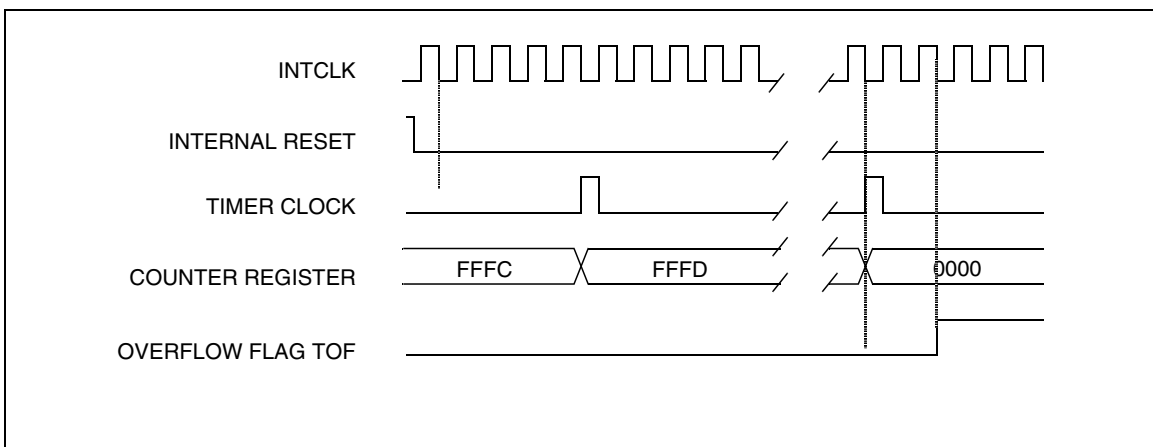 INTCLK
INTERNAL RESET
TIMER CLOCK
COUNTER REGISTER
FFFC
FFFD
0000
OVERFLOW FLAG TOF